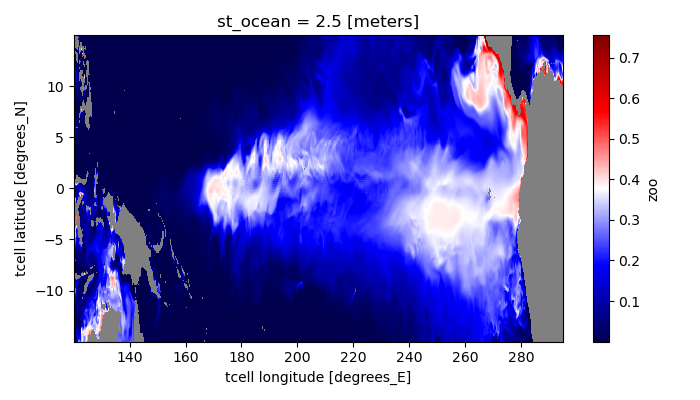 st_ocean = 2.5 [meters]
10
5
0
−5
−10
tcell latitude [degrees_N]
140 160 180 200 220 240 260 280
tcell longitude [degrees_E]
0.7
0.6
0.5
0.4
0.3
0.2
0.1
zoo